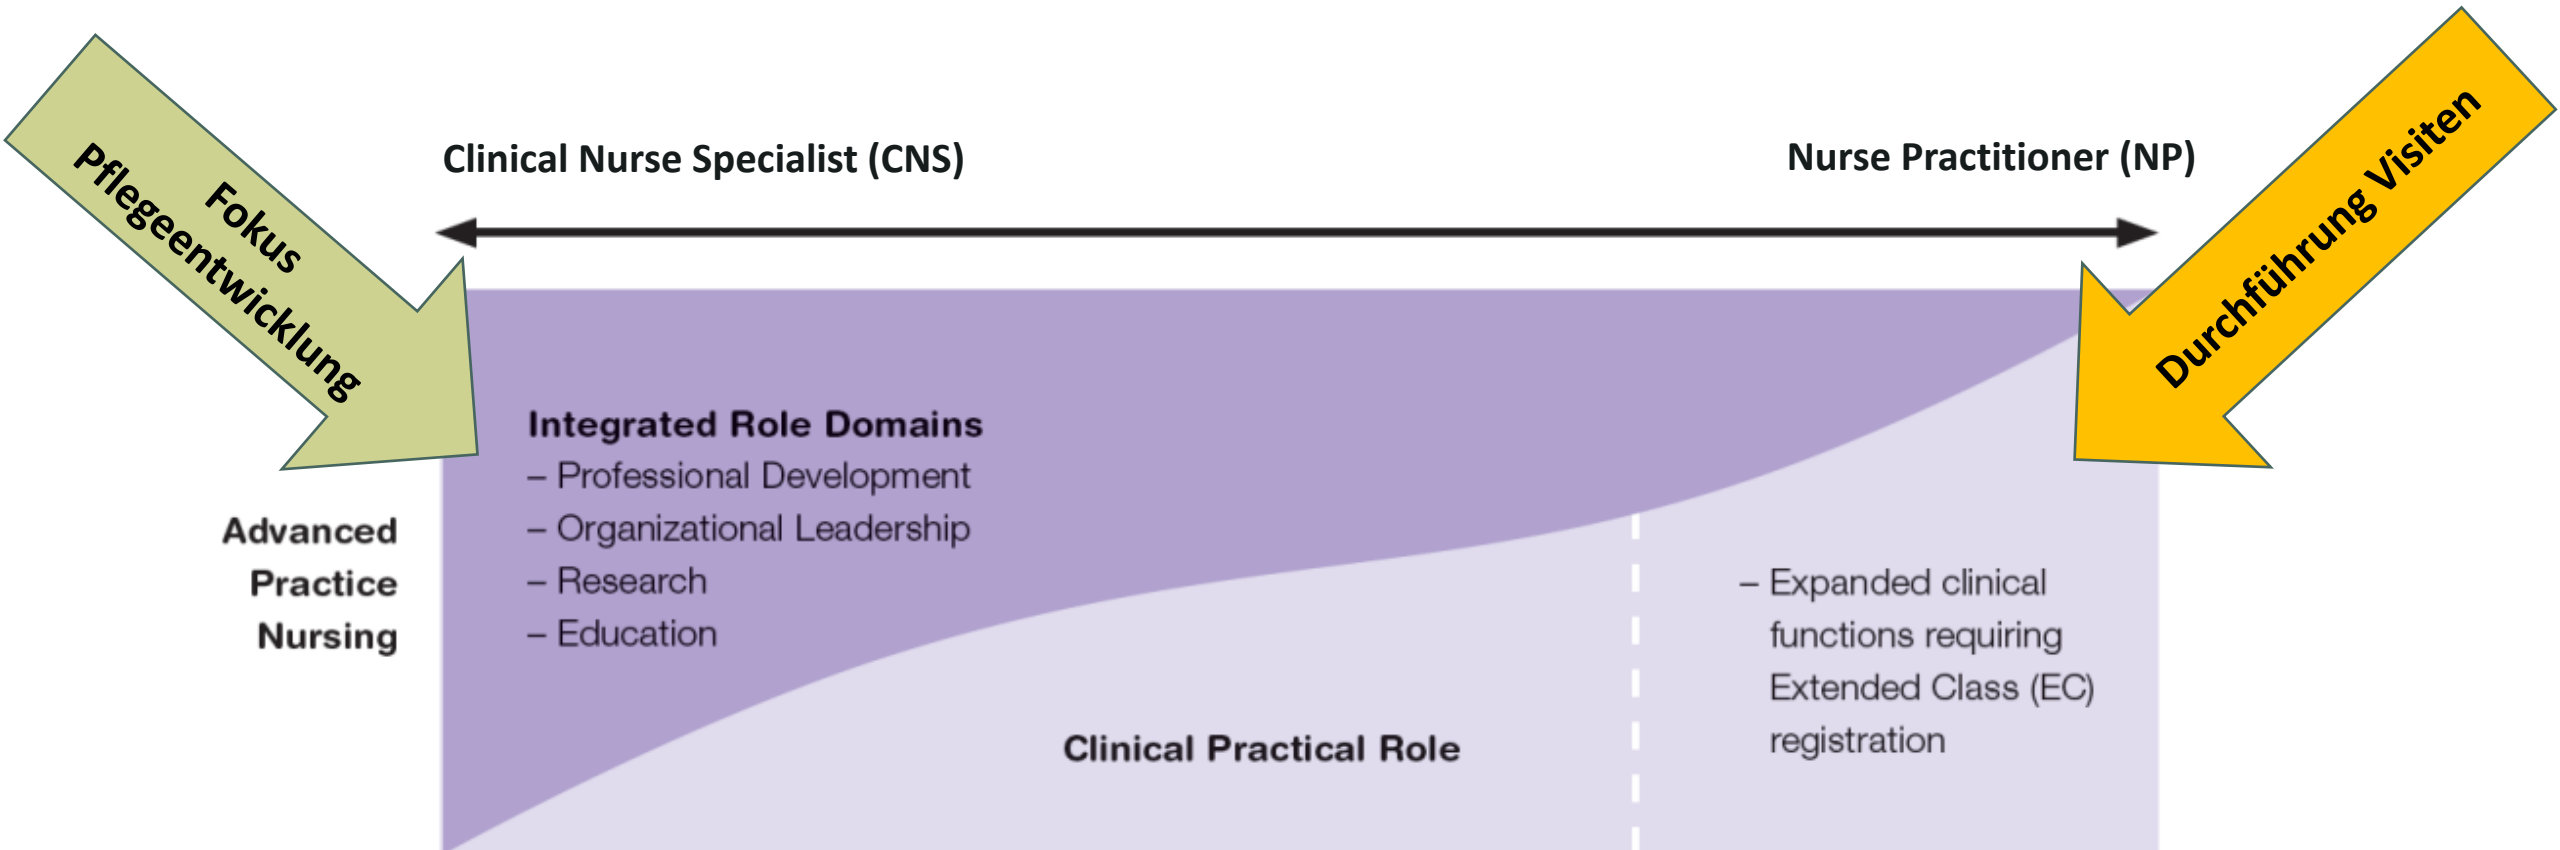 Fokus
Pflegeentwicklung
Clinical Nurse Specialist (CNS)
Nurse Practitioner (NP)
Durchführung Visiten
Advanced
Practice
Nursing
Integrated Role Domains
– Professional Development
– Organizational Leadership
– Research
– Education
Clinical Practical Role
– Expanded clinical
functions requiring
Extended Class (EC)
registration